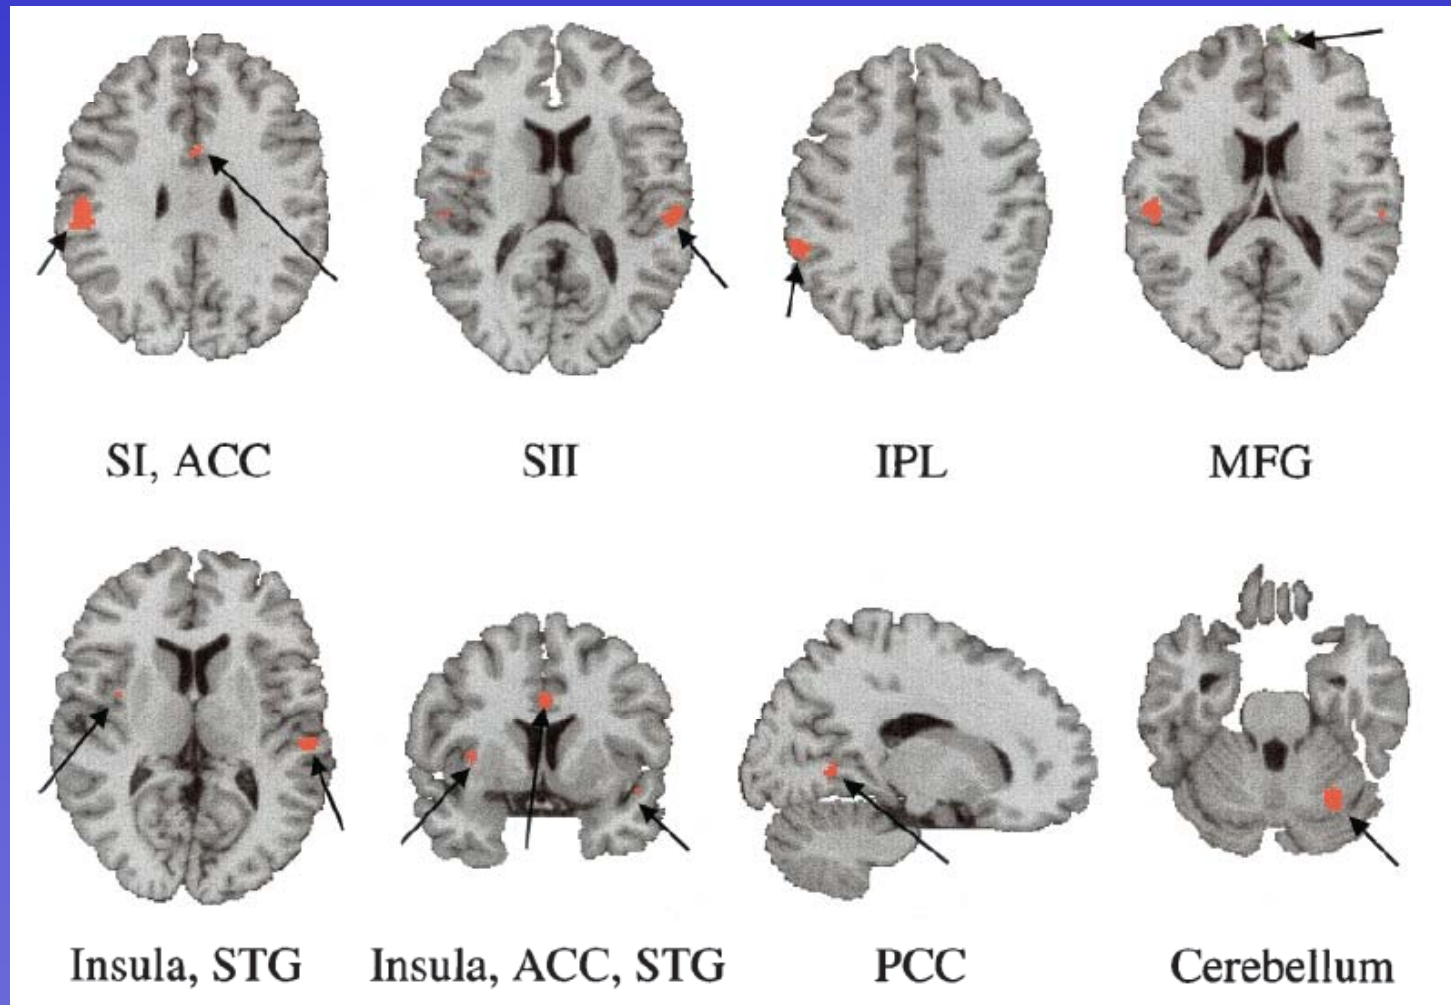 SI, ACC
SII
IPL
MFG
Insula, STG
Insula, ACC, STG
PCC
Cerebellum